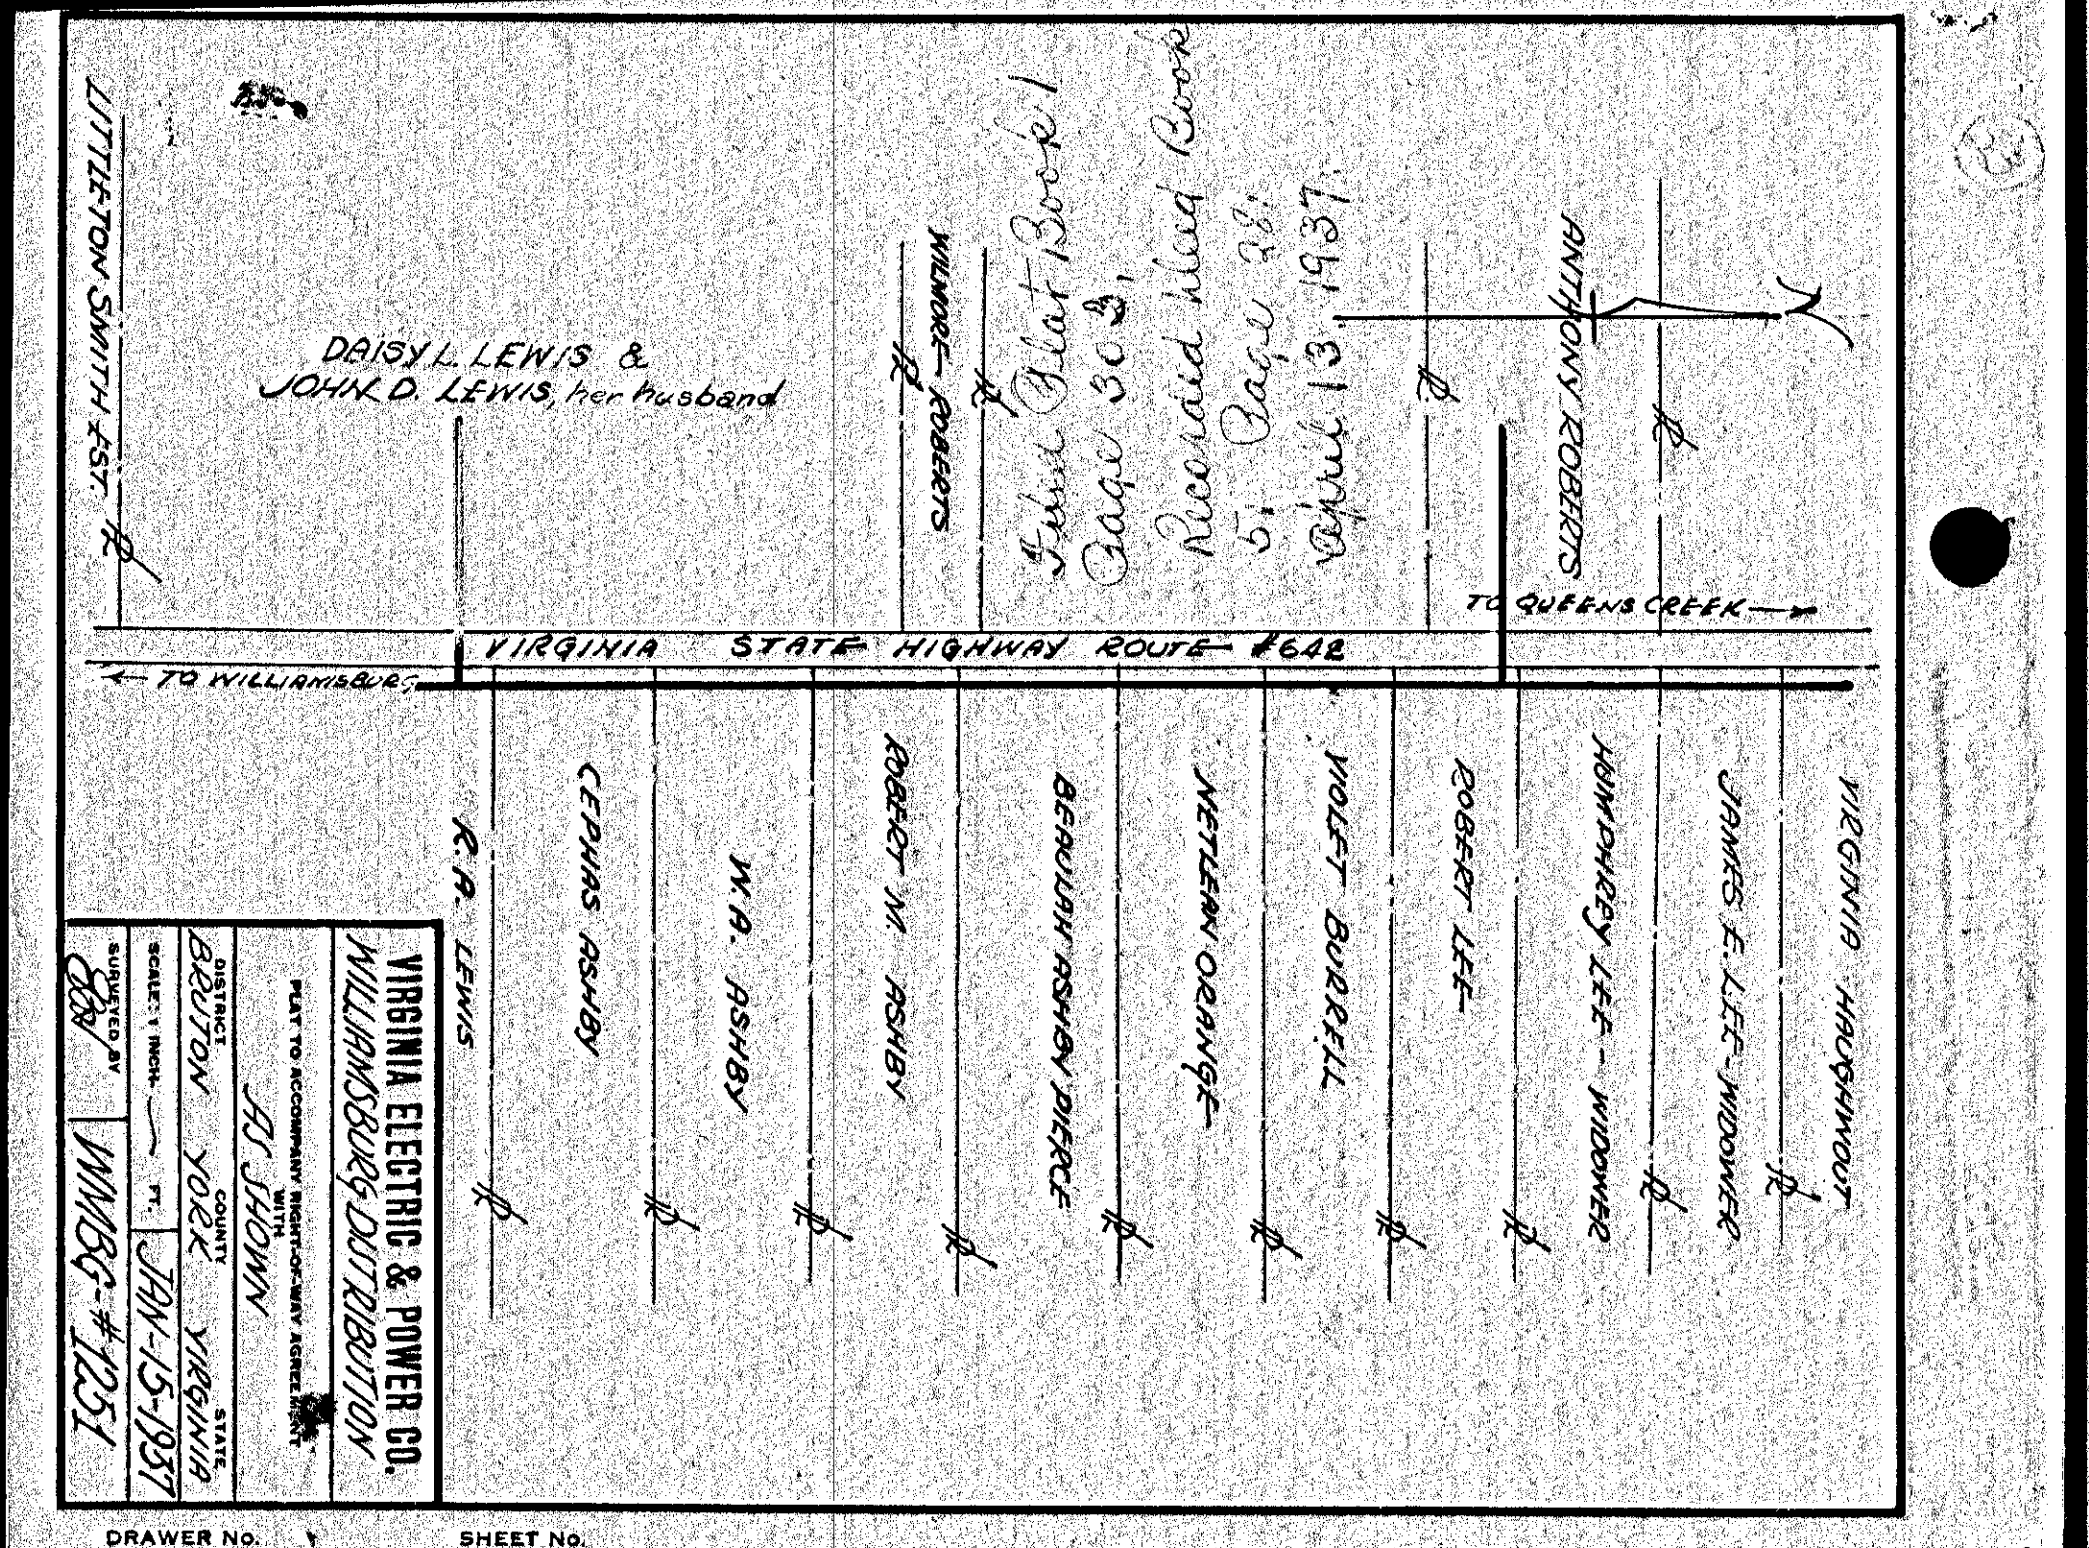 LITTLETON SMITH EST.
DAISY L. LEWIS &
JOHN D. LEWIS, her husband
WILMORE ROBERTS
Filed Plat Book 1
Page 303,
Recorded Deed Book
5, Page 28.
April 13, 1937.
ANTHONY ROBERTS
TO QUEENS CREEK
VIRGINIA STATE HIGHWAY ROUTE #642
TO WILLIAMSBURG
R.A. LEWIS
CEPHAS ASHBY
W.A. ASHBY
ROBERT N. ASHBY
BEAULAH ASHBY PIERCE
NETLEAN ORANGE
VIOLET BURRELL
ROBERT LEE
HUMPHREY LEE - WIDOWER
JAMES E. LEE - WIDOWER
VIRGINIA HAUGHWOUT
VIRGINIA ELECTRIC & POWER CO.
WILLIAMSBURG DISTRIBUTION
PLAT TO ACCOMPANY RIGHT-OF-WAY AGREEMENT
WITH
AS SHOWN
DISTRICT COUNTY STATE
BRUTON YORK VIRGINIA
SCALE: 1 INCH- FT. JAN-15-1937
SURVEYED BY
WMBG-#1251
DRAWER NO. SHEET NO.